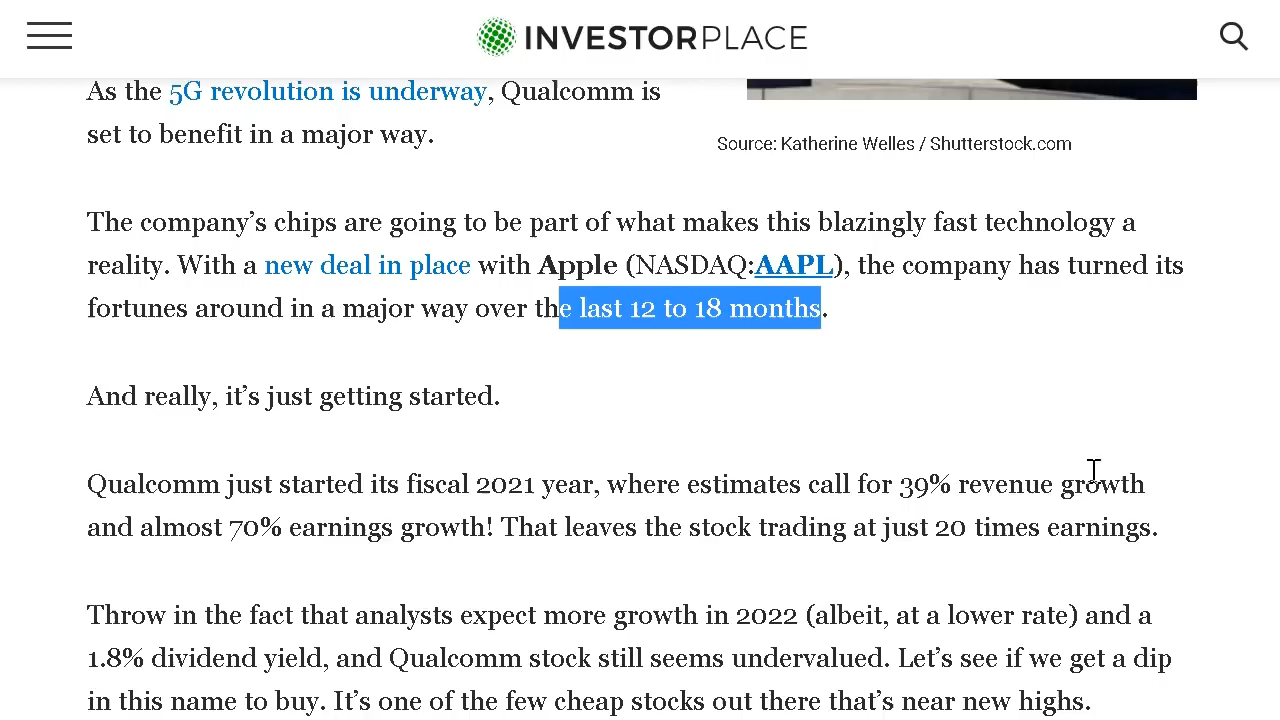 INVESTORPLACE
As the 5G revolution is underway, Qualcomm is
set to benefit in a major way.
Source: Katherine Welles / Shutterstock.com
The company’s chips are going to be part of what makes this blazingly fast technology a
reality. With a new deal in place with Apple (NASDAQ:AAPL), the company has turned its
fortunes around in a major way over the last 12 to 18 months.
And really, it’s just getting started.
Qualcomm just started its fiscal 2021 year, where estimates call for 39% revenue growth
and almost 70% earnings growth! That leaves the stock trading at just 20 times earnings.
Throw in the fact that analysts expect more growth in 2022 (albeit, at a lower rate) and a
1.8% dividend yield, and Qualcomm stock still seems undervalued. Let’s see if we get a dip
in this name to buy. It’s one of the few cheap stocks out there that’s near new highs.